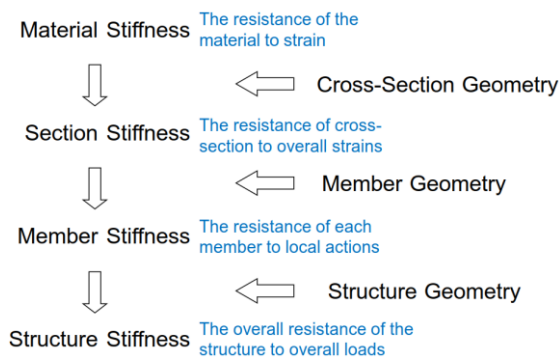 Material Stiffness
The resistance of the
material to strain
Cross-Section Geometry
Section Stiffness
The resistance of cross-
section to overall strains
Member Geometry
Member Stiffness
The resistance of each
member to local actions
Structure Geometry
Structure Stiffness
The overall resistance of the
structure to overall loads